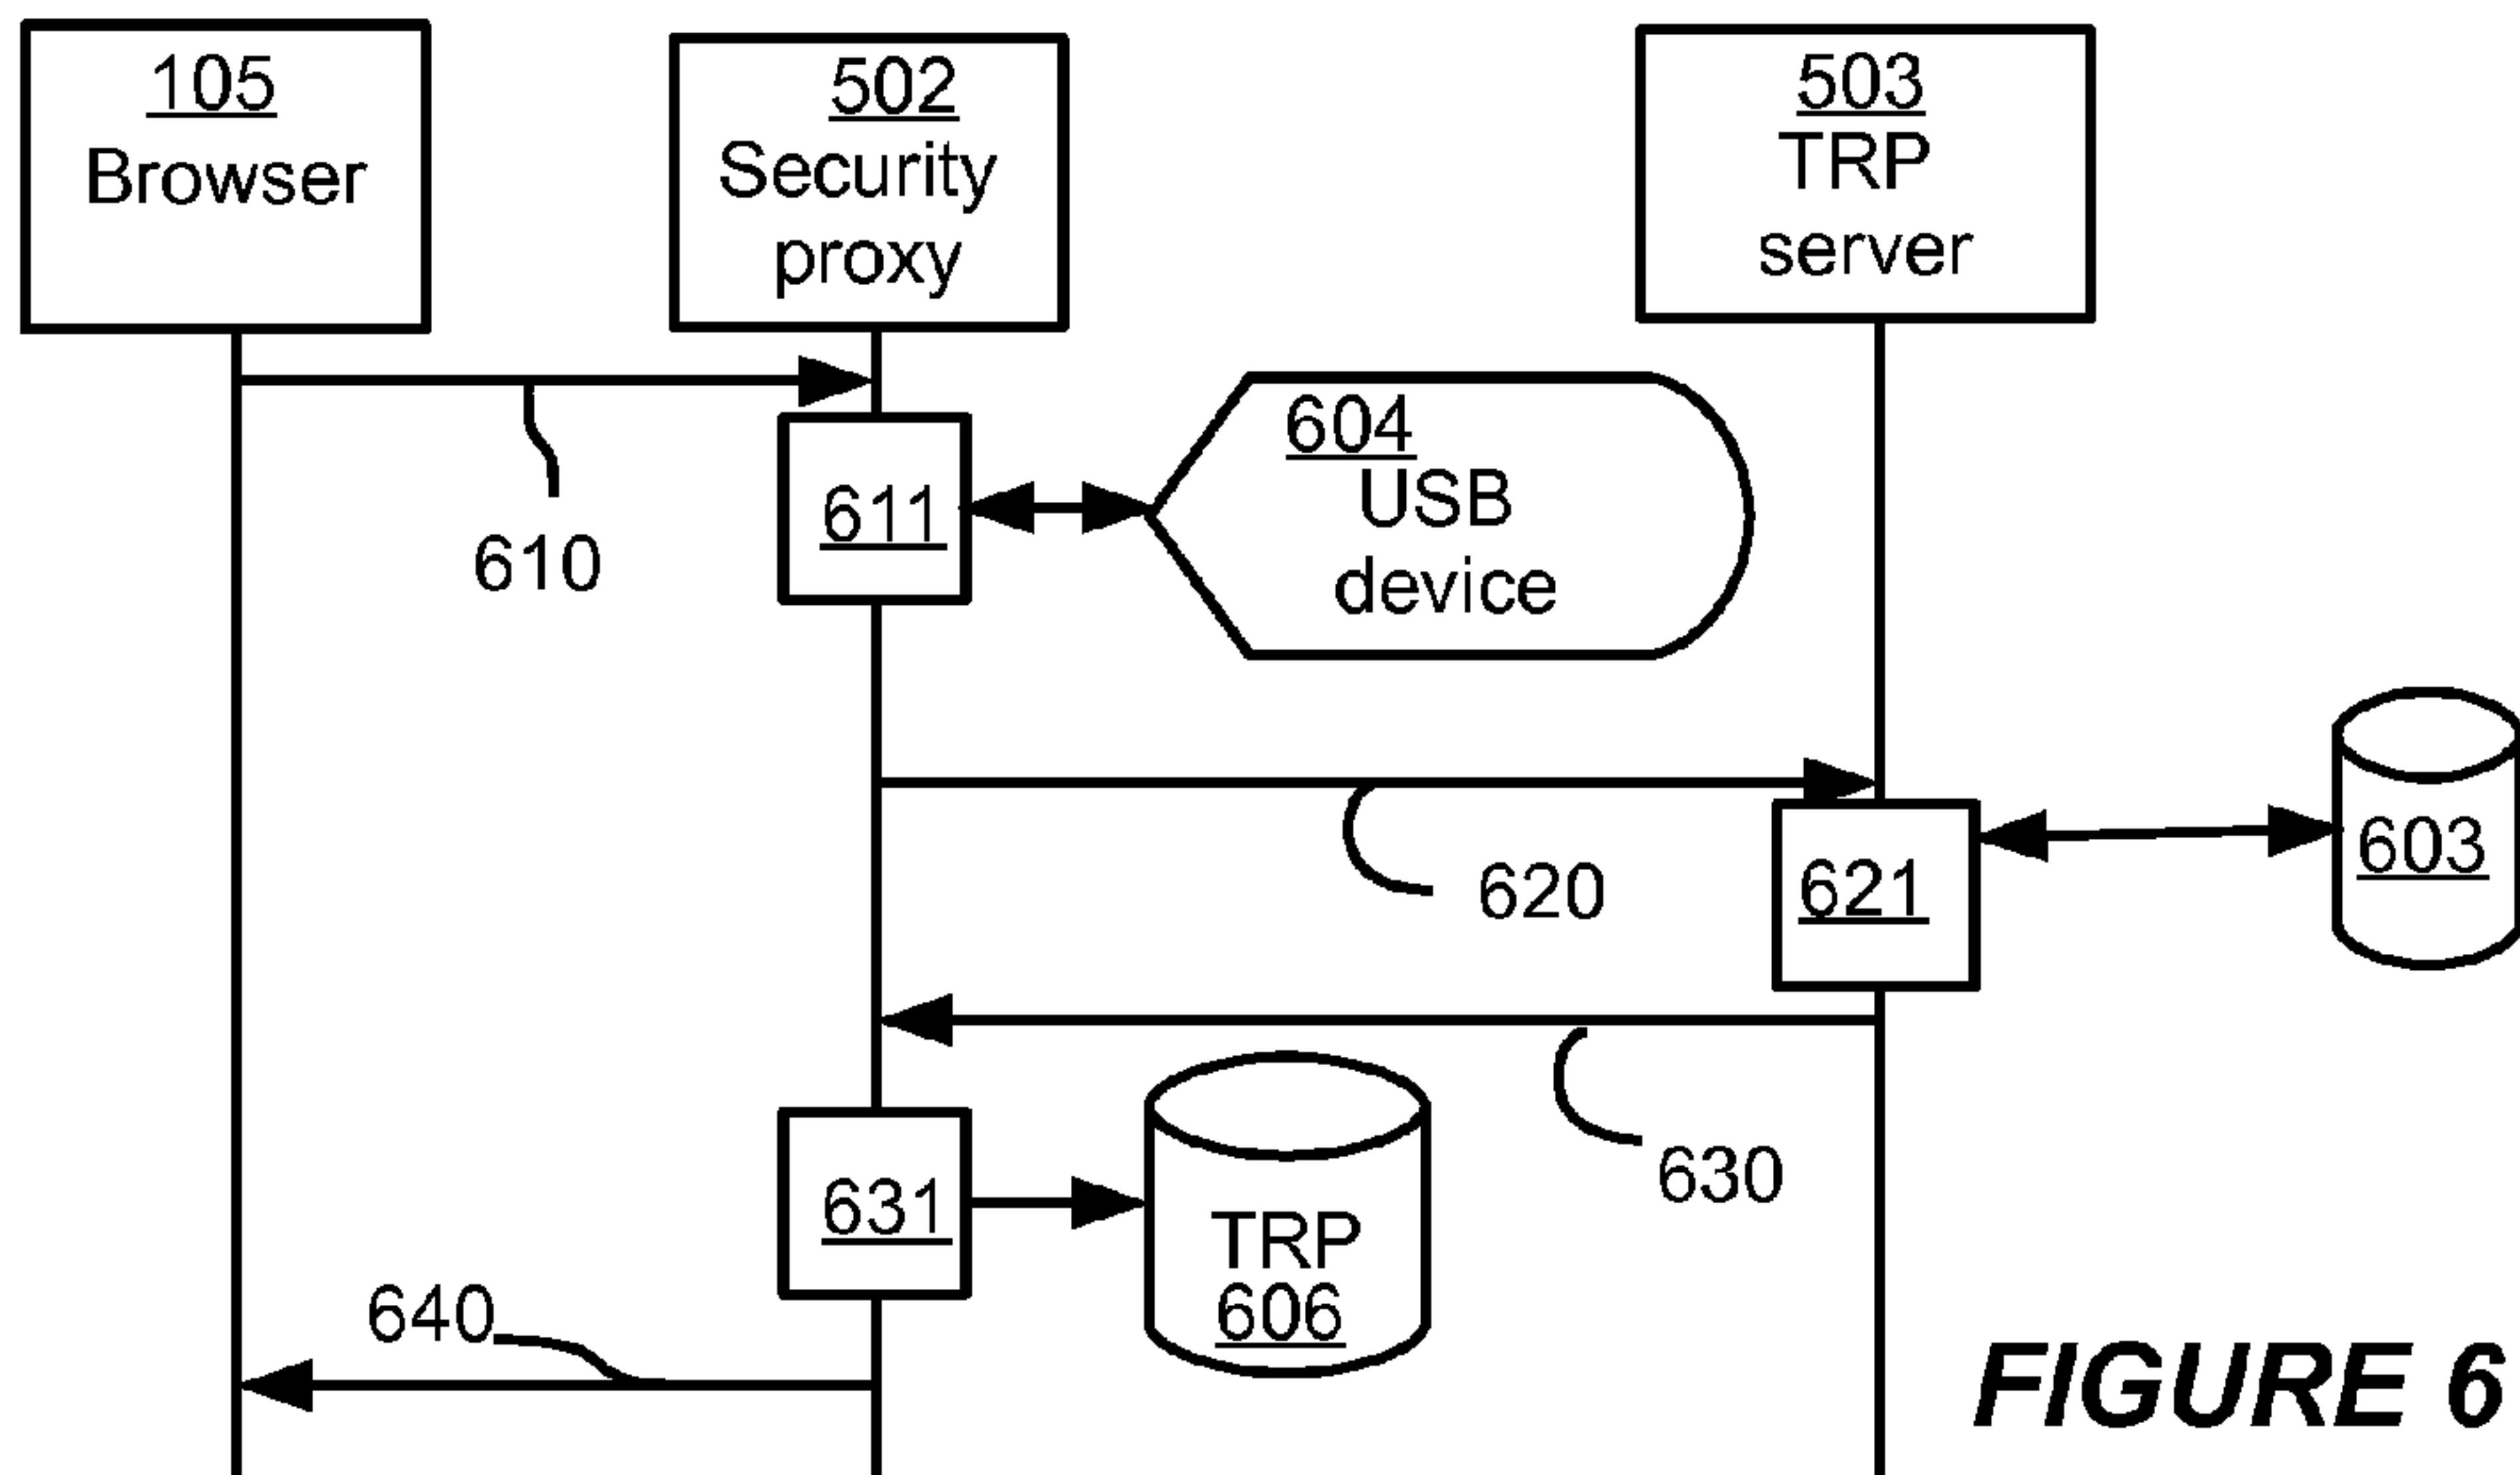 105
Browser
502
Security
proxy
503
TRP
server
610
611
604
USB
device
620
621
603
630
631
TRP
606
640
FIGURE 6